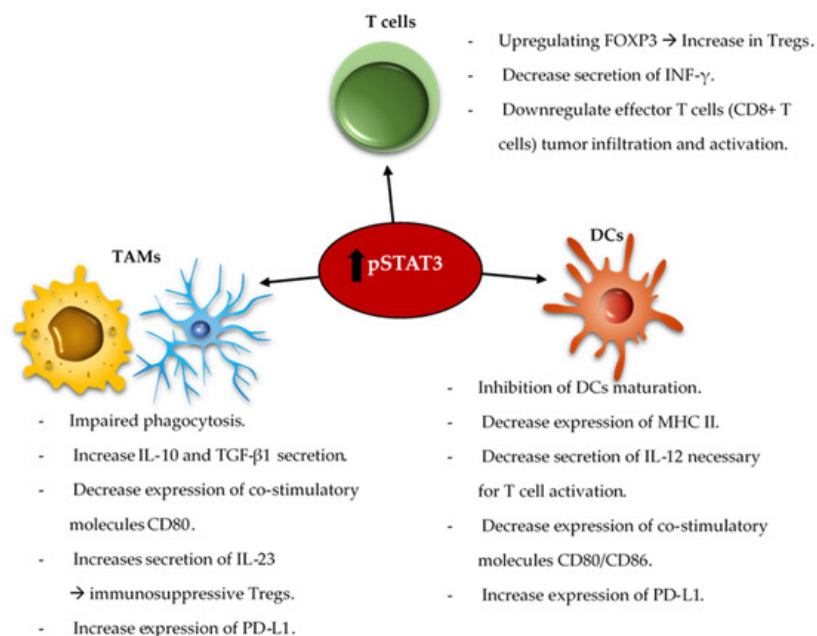 T cells
- Upregulating FOXP3 → Increase in Tregs.
- Decrease secretion of INF-γ.
- Downregulate effector T cells (CD8+ T
cells) tumor infiltration and activation.
pSTAT3
TAMs
- Impaired phagocytosis.
- Increase IL-10 and TGF-β1 secretion.
- Decrease expression of co-stimulatory
molecules CD80.
- Increases secretion of IL-23
→ immunosuppressive Tregs.
- Increase expression of PD-L1.
DCs
- Inhibition of DCs maturation.
- Decrease expression of MHC II.
- Decrease secretion of IL-12 necessary
for T cell activation.
- Decrease expression of co-stimulatory
molecules CD80/CD86.
- Increase expression of PD-L1.